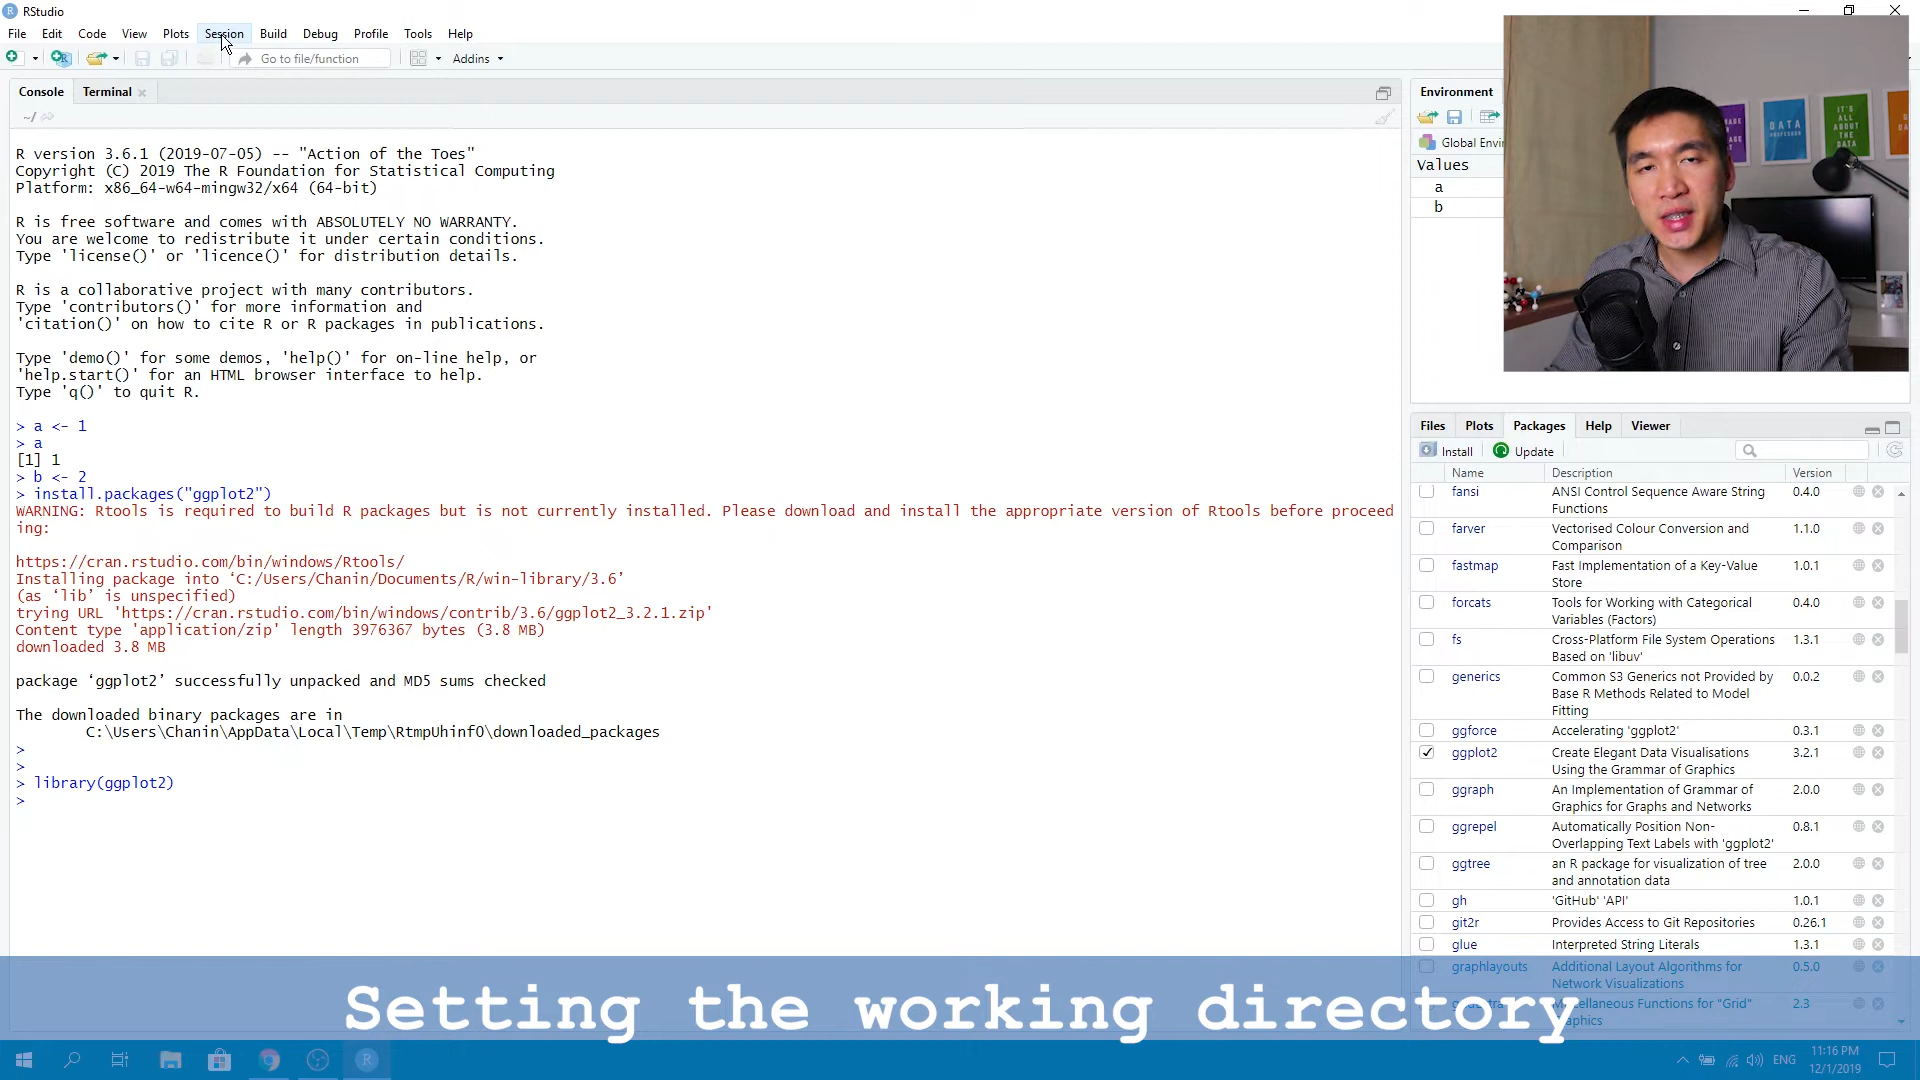 RStudio
File Edit Code View Plots Session Build Debug Profile Tools Help
Go to file/function Addins
Console Terminal
~/
R version 3.6.1 (2019-07-05) -- "Action of the Toes"
Copyright (C) 2019 The R Foundation for Statistical Computing
Platform: x86_64-w64-mingw32/x64 (64-bit)
R is free software and comes with ABSOLUTELY NO WARRANTY.
You are welcome to redistribute it under certain conditions.
Type 'license()' or 'licence()' for distribution details.
R is a collaborative project with many contributors.
Type 'contributors()' for more information and
'citation()' on how to cite R or R packages in publications.
Type 'demo()' for some demos, 'help()' for on-line help, or
'help.start()' for an HTML browser interface to help.
Type 'q()' to quit R.
> a <- 1
> a
[1] 1
> b <- 2
> install.packages("ggplot2")
WARNING: Rtools is required to build R packages but is not currently installed. Please download and install the appropriate version of Rtools before proceed
ing:
https://cran.rstudio.com/bin/windows/Rtools/
Installing package into ‘C:/Users/Chanin/Documents/R/win-library/3.6’
(as ‘lib’ is unspecified)
trying URL 'https://cran.rstudio.com/bin/windows/contrib/3.6/ggplot2_3.2.1.zip'
Content type 'application/zip' length 3976367 bytes (3.8 MB)
downloaded 3.8 MB
package ‘ggplot2’ successfully unpacked and MD5 sums checked
The downloaded binary packages are in
C:\Users\Chanin\AppData\Local\Temp\RtmpUhinf0\downloaded_packages
>
>
> library(ggplot2)
>
Environment
Global Envi
Values
a
b
DATA
IT'S
ALL
ABOUT
THE
DATA
Files Plots Packages Help Viewer
Install Update
Name Description Version
fansi ANSI Control Sequence Aware String 0.4.0
Functions
farver Vectorised Colour Conversion and 1.1.0
Comparison
fastmap Fast Implementation of a Key-Value 1.0.1
Store
forcats Tools for Working with Categorical 0.4.0
Variables (Factors)
fs Cross-Platform File System Operations 1.3.1
Based on 'libuv'
generics Common S3 Generics not Provided by 0.0.2
Base R Methods Related to Model
Fitting
ggforce Accelerating 'ggplot2' 0.3.1
ggplot2 Create Elegant Data Visualisations 3.2.1
Using the Grammar of Graphics
ggraph An Implementation of Grammar of 2.0.0
Graphics for Graphs and Networks
ggrepel Automatically Position Non- 0.8.1
Overlapping Text Labels with 'ggplot2'
ggtree an R package for visualization of tree 2.0.0
and annotation data
gh 'GitHub' 'API' 1.0.1
git2r Provides Access to Git Repositories 0.26.1
glue Interpreted String Literals 1.3.1
graphlayouts Additional Layout Algorithms for 0.5.0
Network Visualizations
Functions for "Grid" 2.3
Setting the working directory
ENG
11:16 PM
12/1/2019